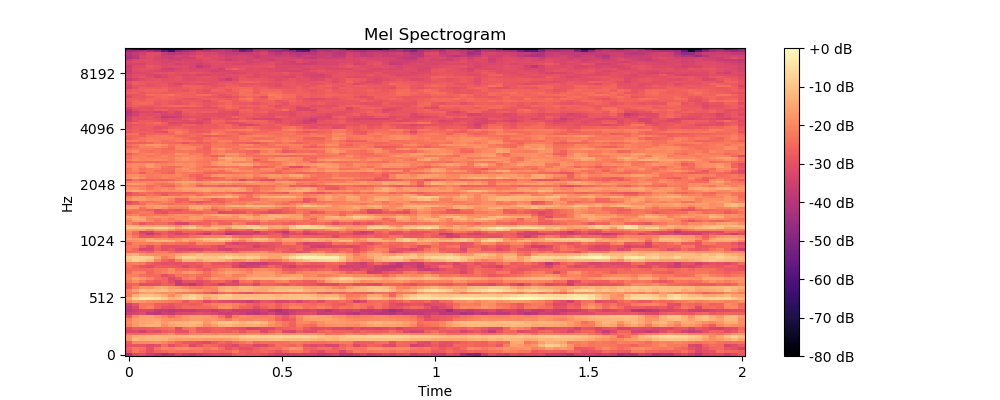 Mel Spectrogram
Hz
8192
4096
2048
1024
512
0
0
0.5
1
1.5
2
Time
+0 dB
-10 dB
-20 dB
-30 dB
-40 dB
-50 dB
-60 dB
-70 dB
-80 dB